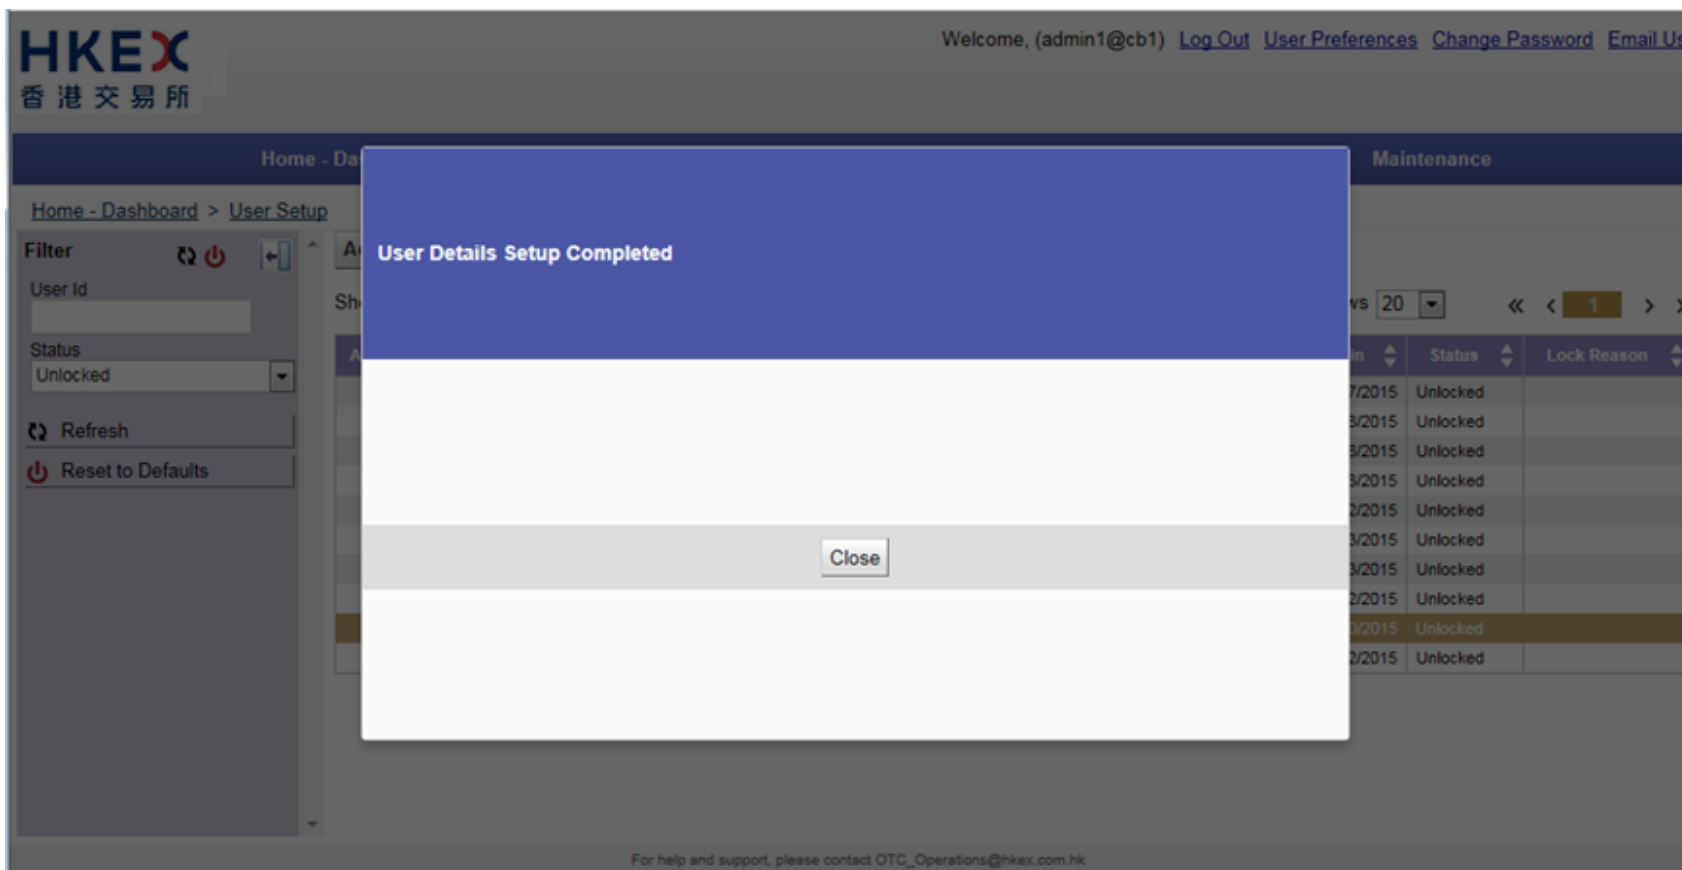 HKEX
香港交易所
Welcome, (admin1@cb1) Log Out User Preferences Change Password Email Us
Home - Da
Maintenance
Home - Dashboard > User Setup
Filter
User Id
Status
Unlocked
Refresh
Reset to Defaults
User Details Setup Completed
Close
20
« < 1 >
Status Lock Reason
7/2015 Unlocked
3/2015 Unlocked
3/2015 Unlocked
3/2015 Unlocked
2/2015 Unlocked
3/2015 Unlocked
3/2015 Unlocked
2/2015 Unlocked
0/2015 Unlocked
2/2015 Unlocked
For help and support, please contact OTC_Operations@hkex.com.hk